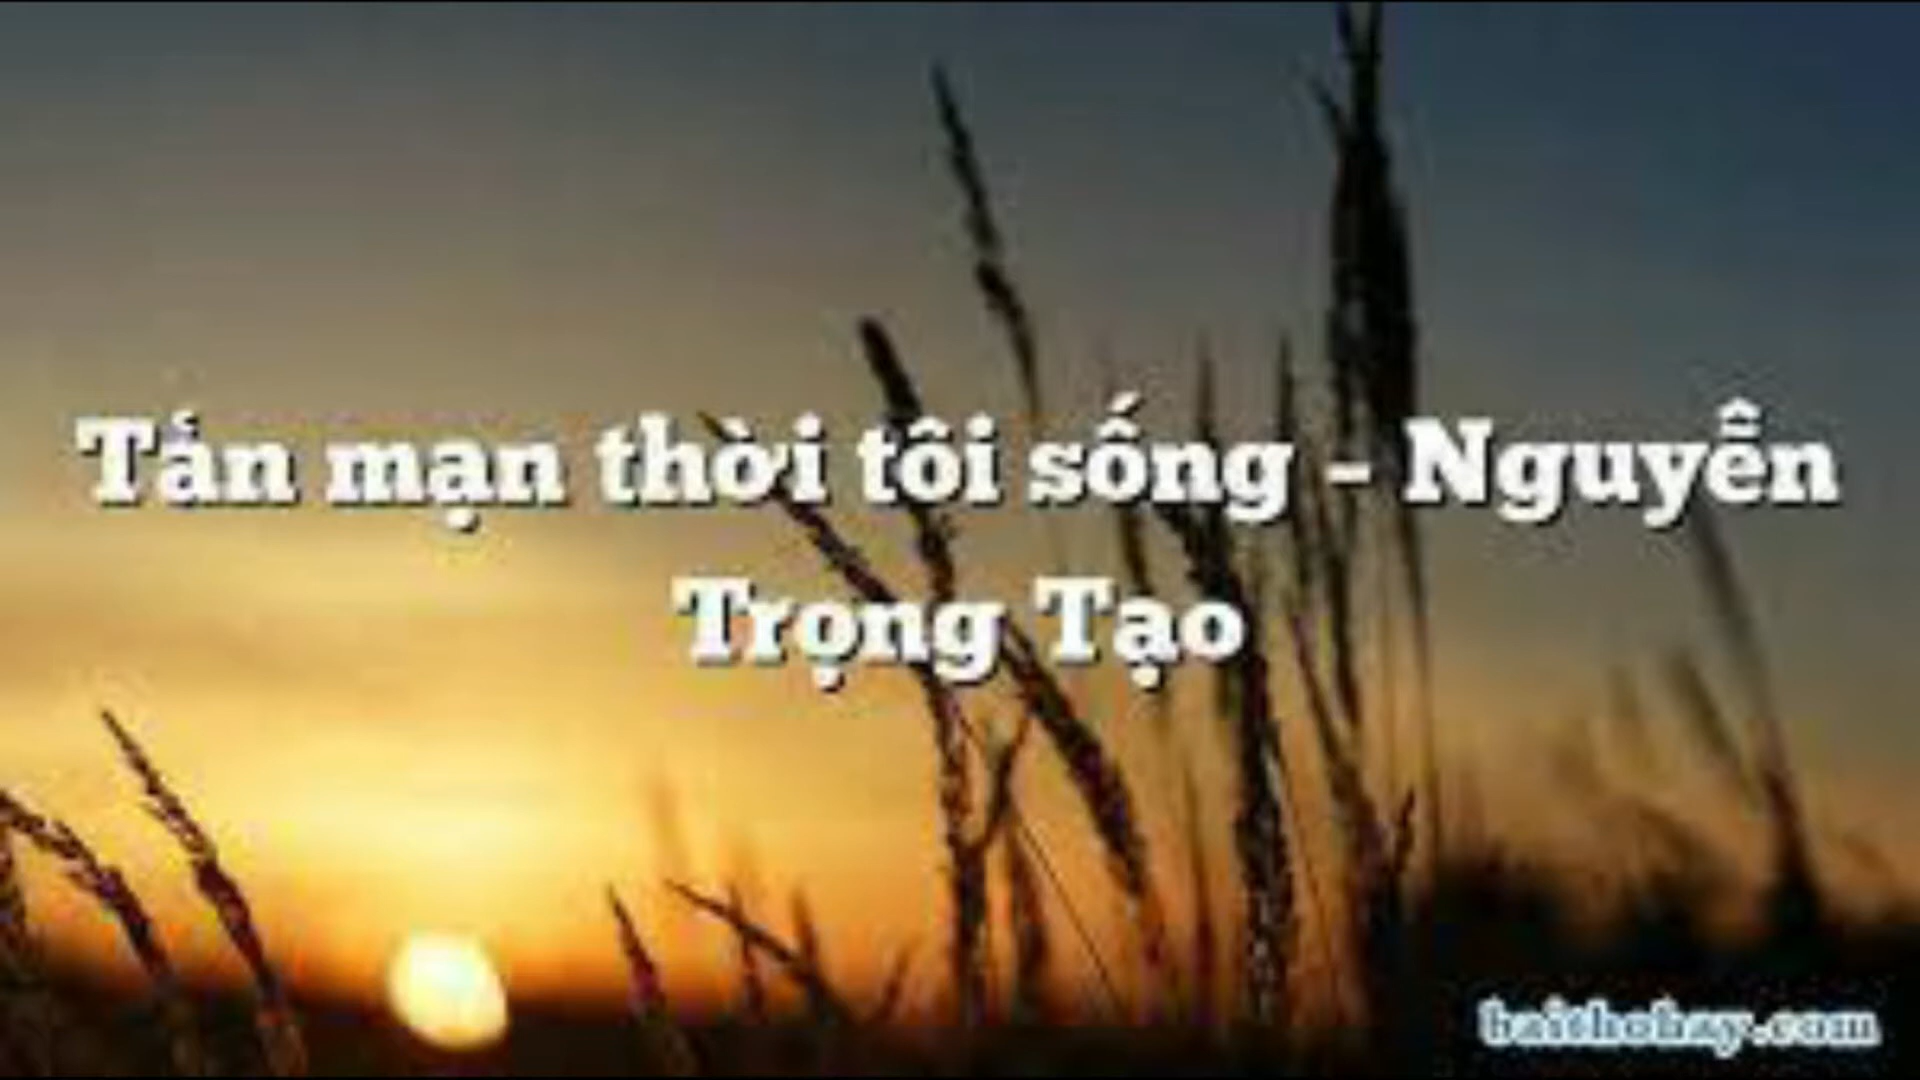 Tản mạn thời tôi sống – Nguyễn
Trọng Tạo
baithohay.com